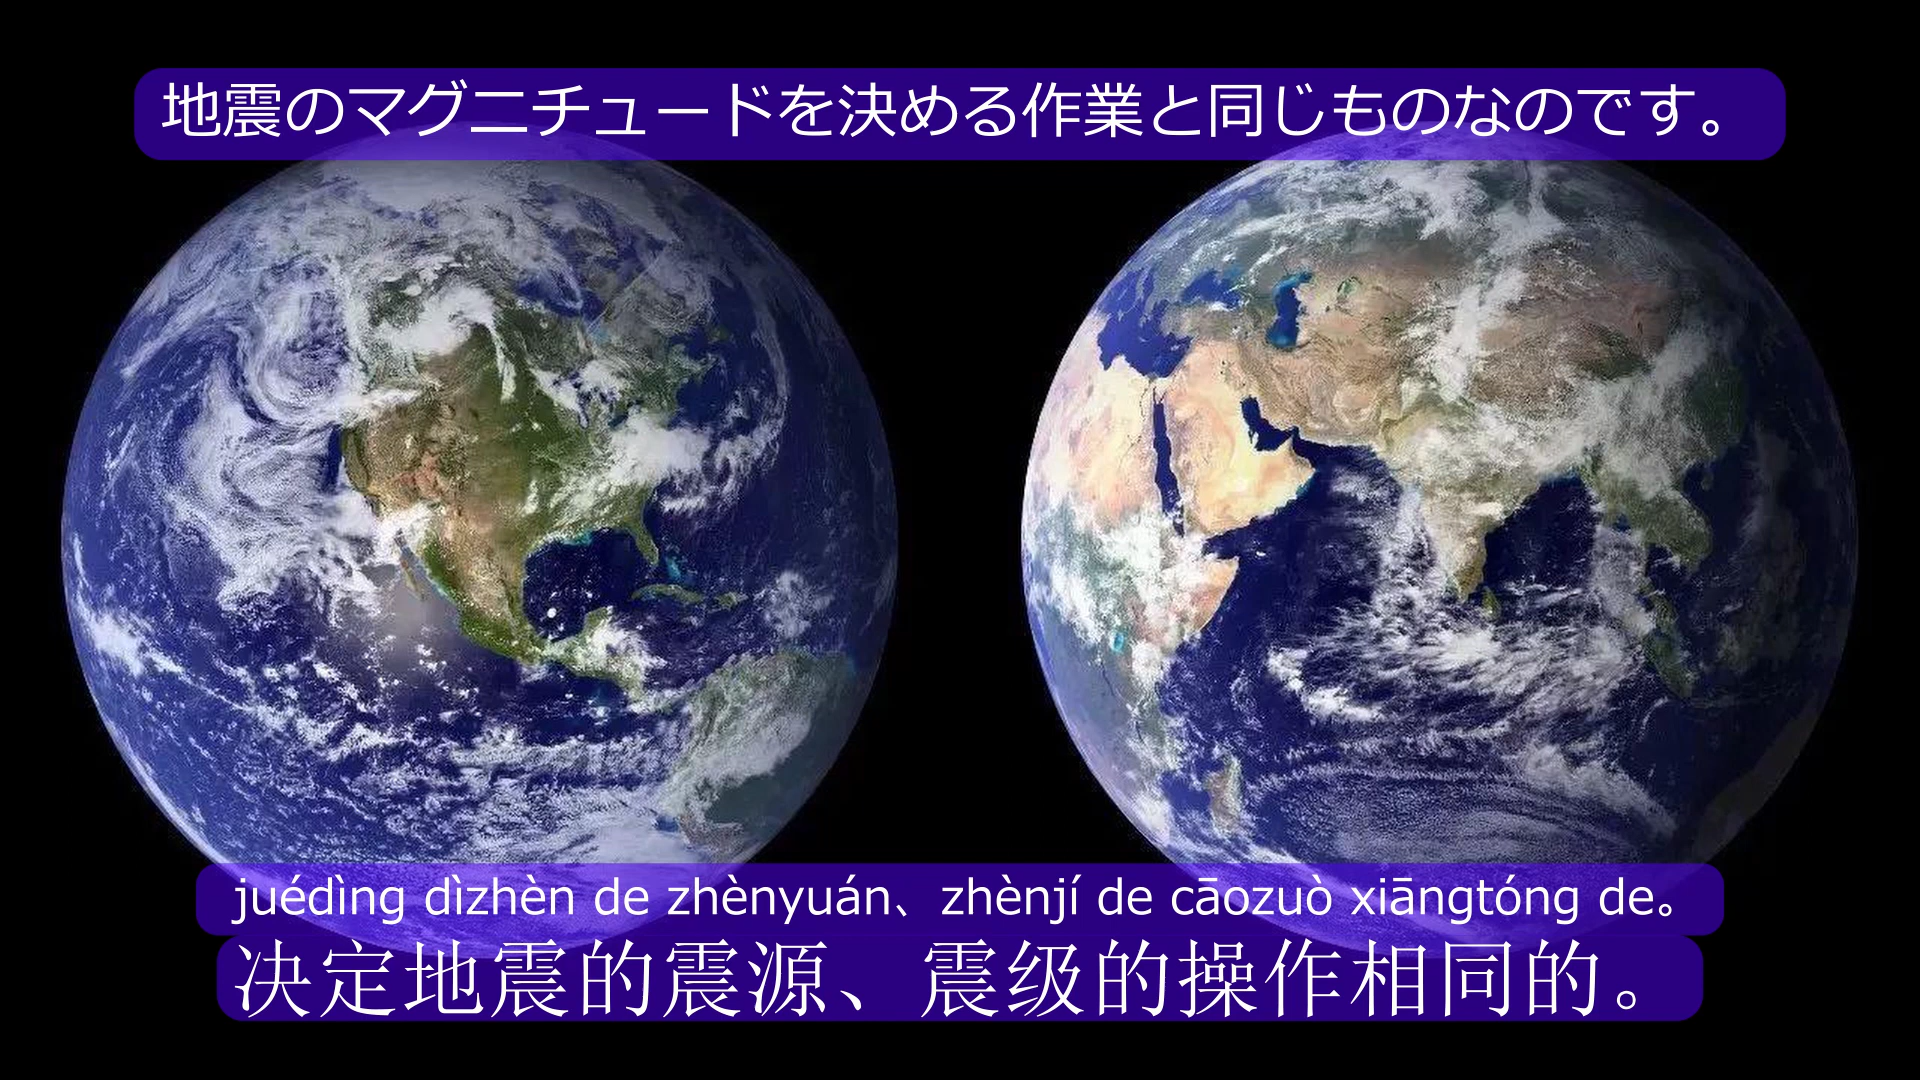 地震のマグニチュードを決める作業と同じものなのです。
juédìng dìzhèn de zhènyuán、zhènjí de cāozuò xiāngtóng de。
决定地震的震源、震级的操作相同的。